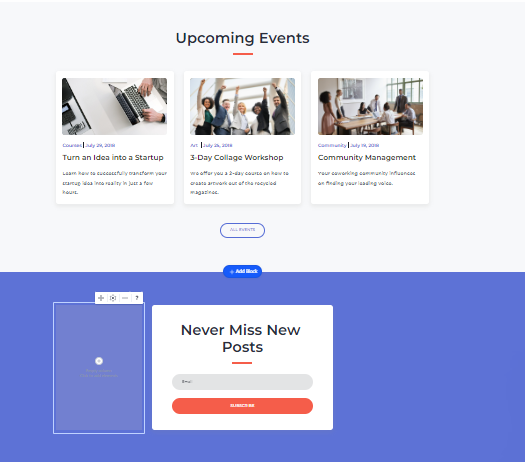 Upcoming Events
Courses | July 29, 2018
Turn an Idea into a Startup
Learn how to successfully transform your
startup idea into reality in just a few
hours.
Art | July 25, 2018
3-Day Collage Workshop
We offer you a 3-day course on how to
create artwork out of the recycled
magazines.
Community | July 19, 2018
Community Management
Your coworking community influences
on finding your leading voice.
ALL EVENTS
Add Block
?
Never Miss New
Posts
Email
SUBSCRIBE